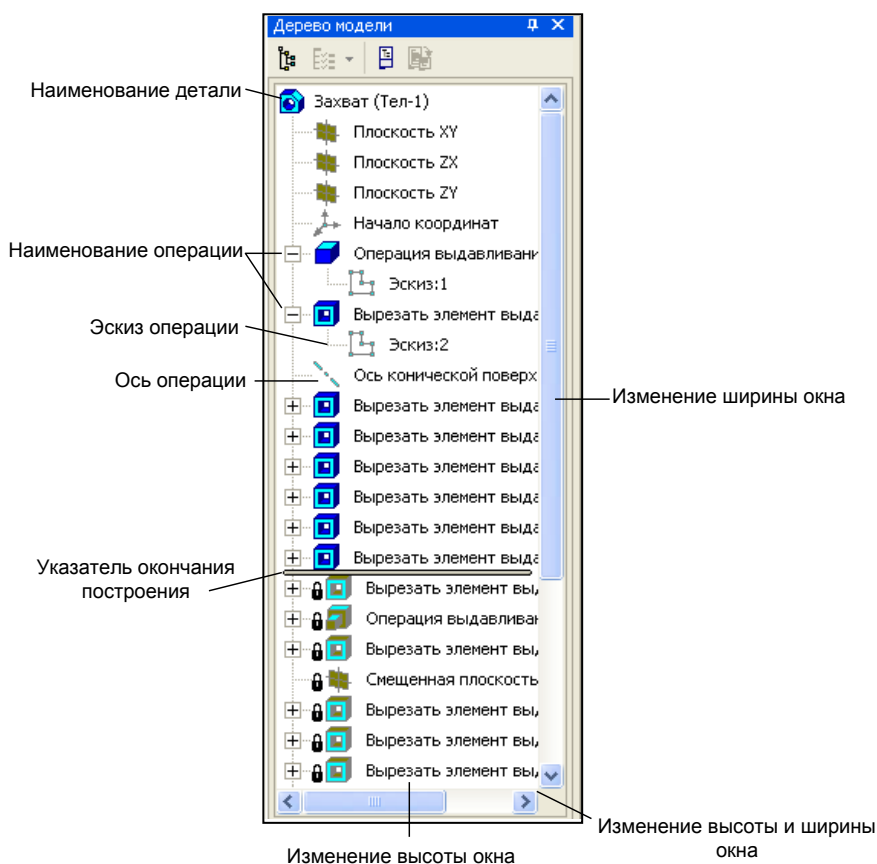 Дерево модели
Наименование детали
Захват (Тел-1)
Плоскость XY
Плоскость ZX
Плоскость ZY
Начало координат
Наименование операции
Операция выдавливани
Эскиз:1
Вырезать элемент выда
Эскиз операции
Эскиз:2
Ось операции
Ось конической поверх
Изменение ширины окна
Вырезать элемент выда
Вырезать элемент выда
Вырезать элемент выда
Вырезать элемент выда
Вырезать элемент выда
Вырезать элемент выда
Указатель окончания
построения
Вырезать элемент вы
Операция выдавлива
Вырезать элемент вы
Смещенная плоскость
Вырезать элемент вы
Вырезать элемент вы
Вырезать элемент вы
Изменение высоты и ширины
окна
Изменение высоты окна